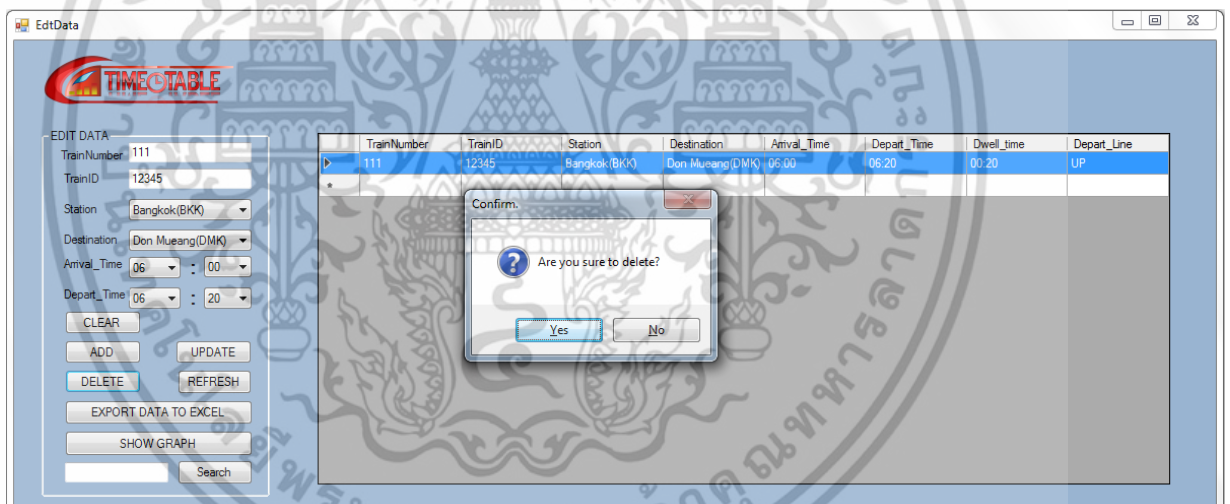 EdtData
TIME TABLE
EDIT DATA
TrainNumber 111
TrainID 12345
Station Bangkok(BKK)
Destination Don Mueang(DMK)
Arrival_Time 06 : 00
Depart_Time 06 : 20
CLEAR
ADD UPDATE
DELETE REFRESH
EXPORT DATA TO EXCEL
SHOW GRAPH
Search
TrainNumber TrainID Station Destination Arrival_Time Depart_Time Dwell_time Depart_Line
111 12345 Bangkok(BKK) Don Mueang(DMK) 06:00 06:20 00:20 UP
Confirm.
Are you sure to delete?
Yes No